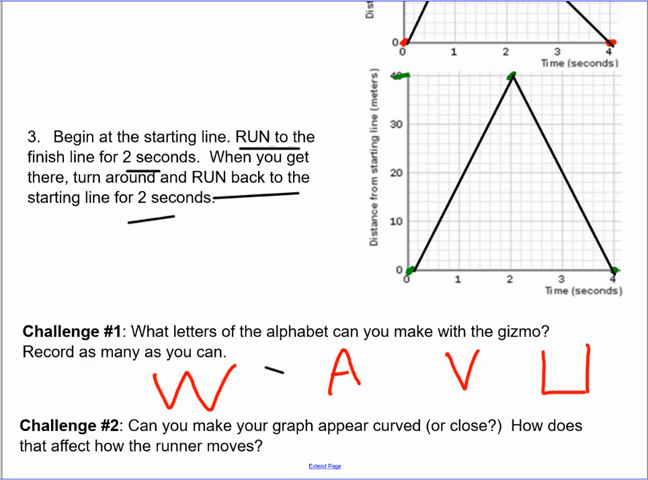 Dis
0
0
1
2
3
4
Time (seconds)
3. Begin at the starting line. RUN to the
finish line for 2 seconds. When you get
there, turn around and RUN back to the
starting line for 2 seconds.
Distance from starting line (meters)
40
30
20
10
0
0
1
2
3
4
Time (seconds)
Challenge #1: What letters of the alphabet can you make with the gizmo?
Record as many as you can.
W - A V U
Challenge #2: Can you make your graph appear curved (or close?) How does
that affect how the runner moves?
Extend Page